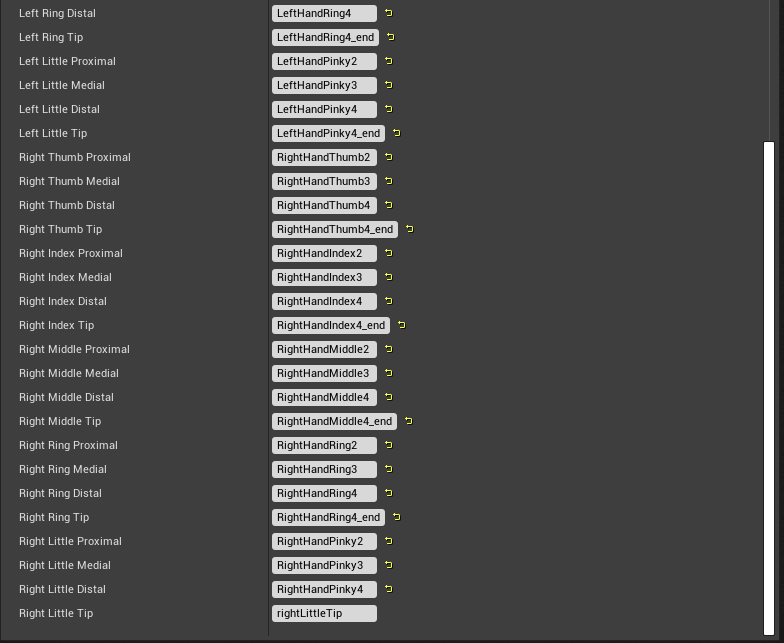 Left Ring Distal LeftHandRing4
Left Ring Tip LeftHandRing4_end
Left Little Proximal LeftHandPinky2
Left Little Medial LeftHandPinky3
Left Little Distal LeftHandPinky4
Left Little Tip LeftHandPinky4_end
Right Thumb Proximal RightHandThumb2
Right Thumb Medial RightHandThumb3
Right Thumb Distal RightHandThumb4
Right Thumb Tip RightHandThumb4_end
Right Index Proximal RightHandIndex2
Right Index Medial RightHandIndex3
Right Index Distal RightHandIndex4
Right Index Tip RightHandIndex4_end
Right Middle Proximal RightHandMiddle2
Right Middle Medial RightHandMiddle3
Right Middle Distal RightHandMiddle4
Right Middle Tip RightHandMiddle4_end
Right Ring Proximal RightHandRing2
Right Ring Medial RightHandRing3
Right Ring Distal RightHandRing4
Right Ring Tip RightHandRing4_end
Right Little Proximal RightHandPinky2
Right Little Medial RightHandPinky3
Right Little Distal RightHandPinky4
Right Little Tip rightLittleTip